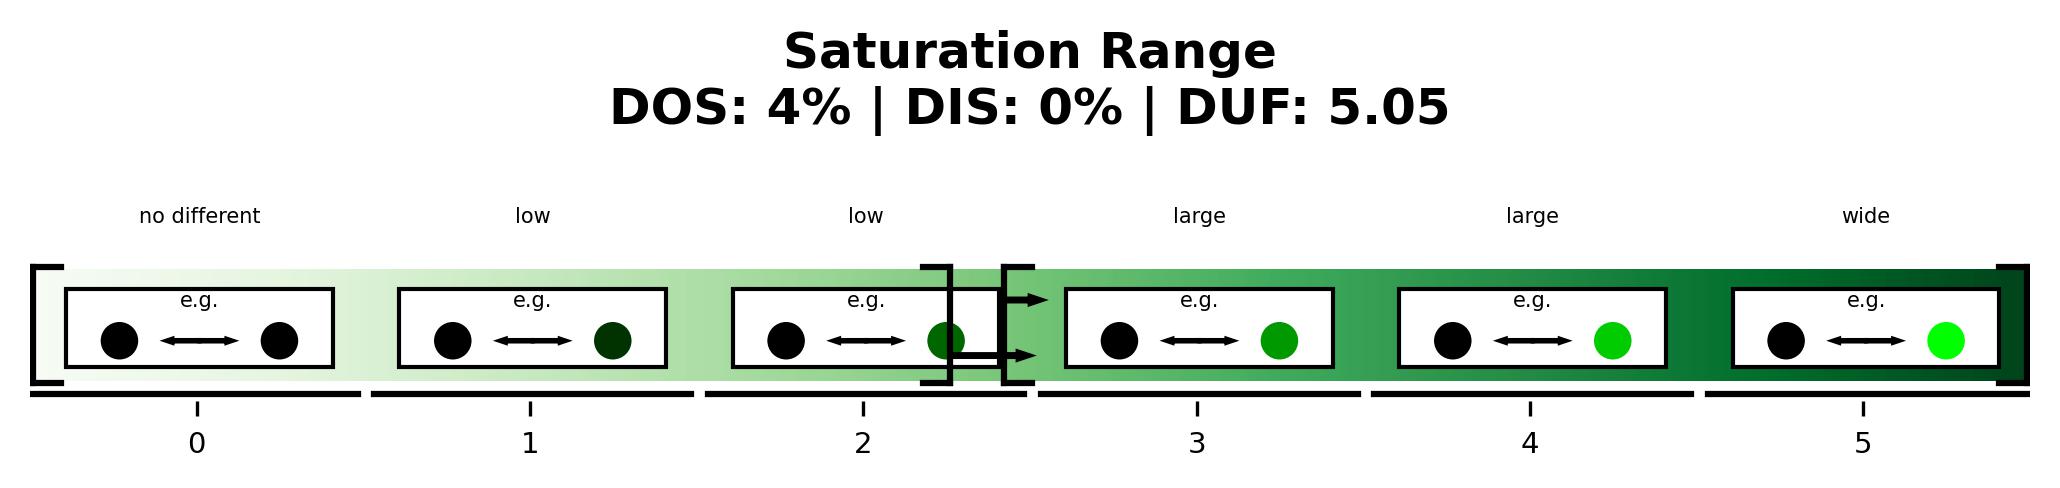 Saturation Range
DOS: 4% | DIS: 0% | DUF: 5.05
no different low low large large wide
e.g. e.g. e.g. e.g. e.g. e.g.
0 1 2 3 4 5